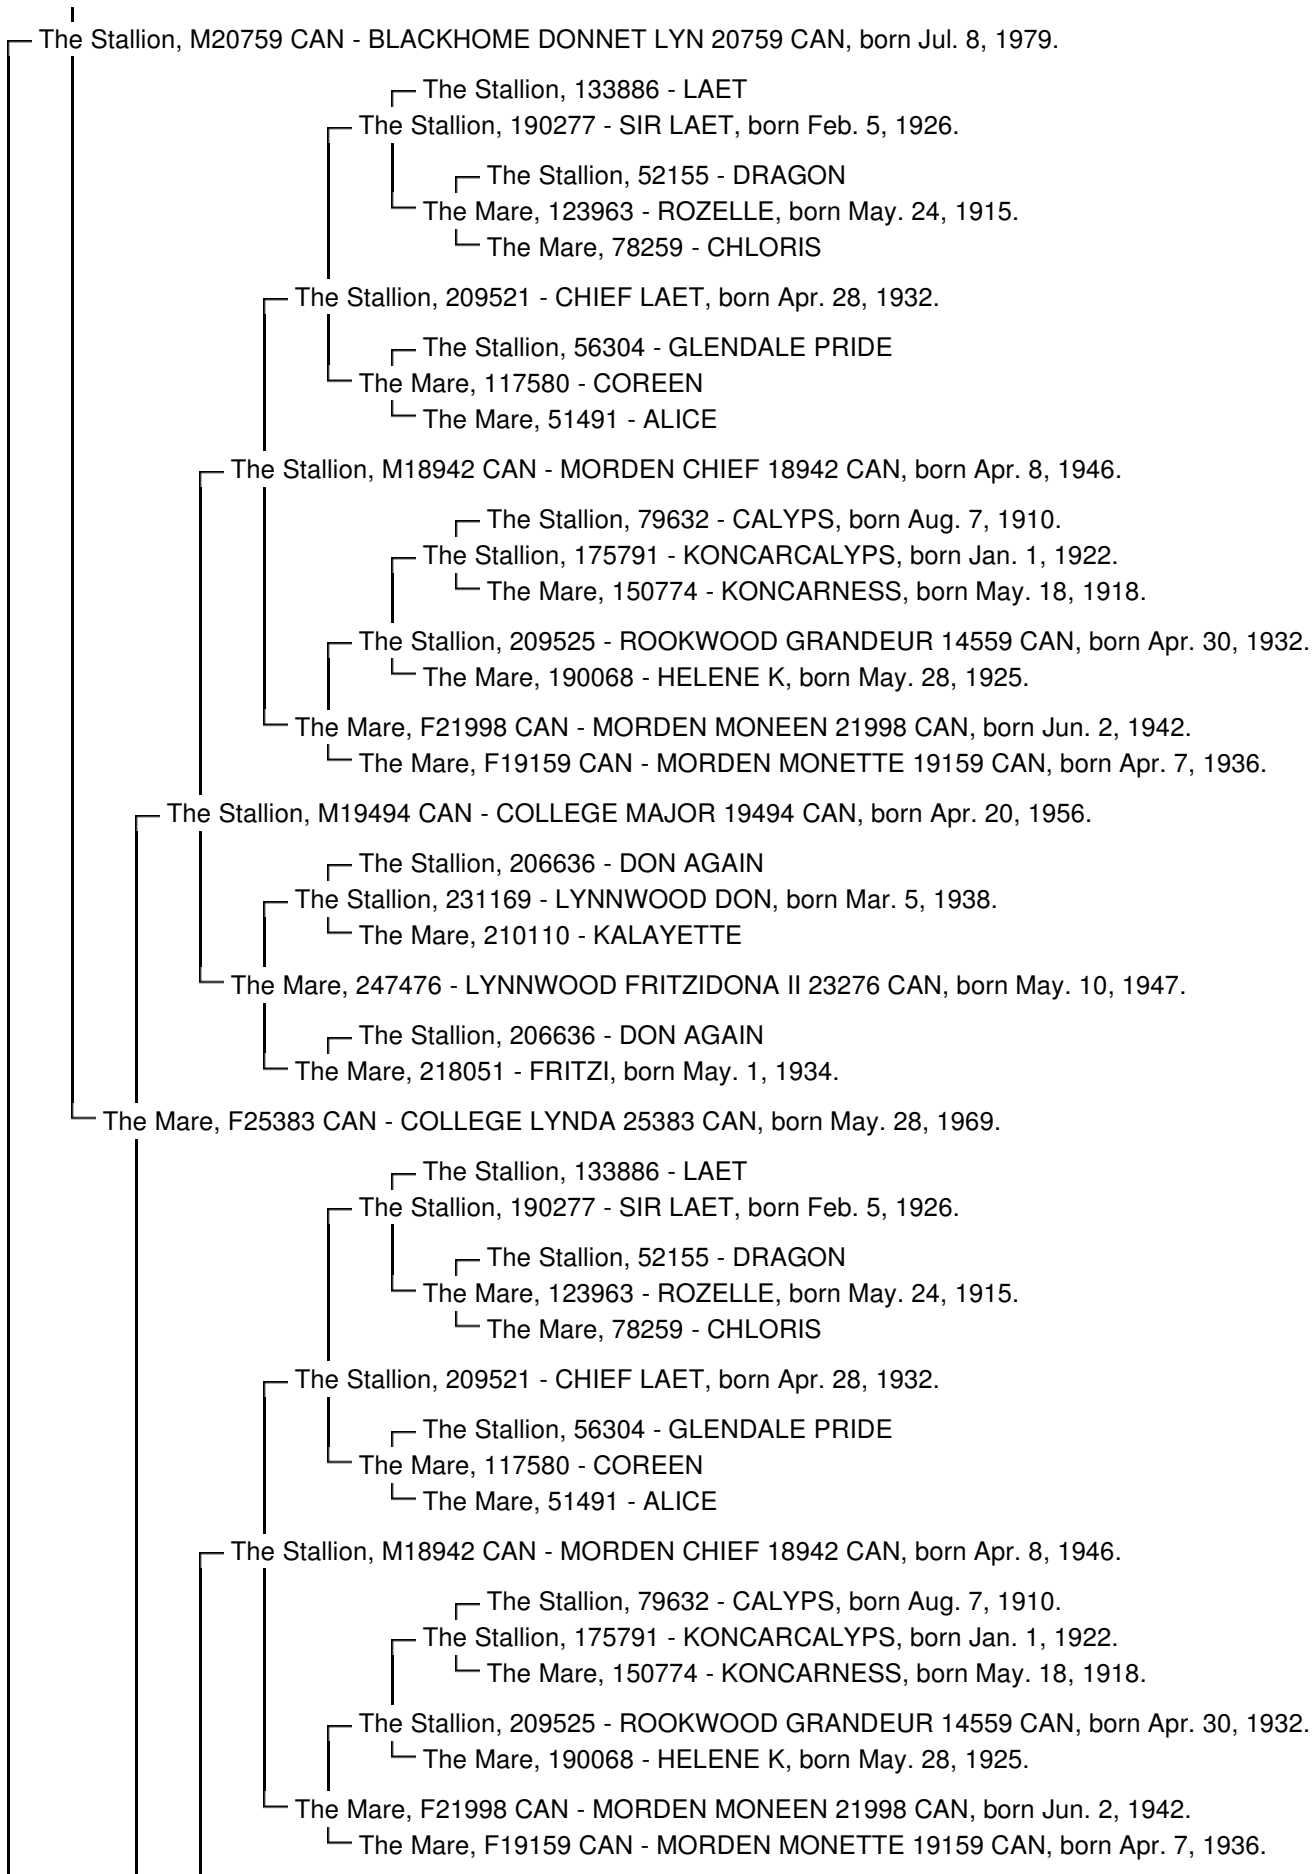 The Stallion, M20759 CAN - BLACKHOME DONNET LYN 20759 CAN, born Jul. 8, 1979.
The Stallion, 133886 - LAET
The Stallion, 190277 - SIR LAET, born Feb. 5, 1926.
The Stallion, 52155 - DRAGON
The Mare, 123963 - ROZELLE, born May. 24, 1915.
The Mare, 78259 - CHLORIS
The Stallion, 209521 - CHIEF LAET, born Apr. 28, 1932.
The Stallion, 56304 - GLENDALE PRIDE
The Mare, 117580 - COREEN
The Mare, 51491 - ALICE
The Stallion, M18942 CAN - MORDEN CHIEF 18942 CAN, born Apr. 8, 1946.
The Stallion, 79632 - CALYPS, born Aug. 7, 1910.
The Stallion, 175791 - KONCARCALYPS, born Jan. 1, 1922.
The Mare, 150774 - KONCARNESS, born May. 18, 1918.
The Stallion, 209525 - ROOKWOOD GRANDEUR 14559 CAN, born Apr. 30, 1932.
The Mare, 190068 - HELENE K, born May. 28, 1925.
The Mare, F21998 CAN - MORDEN MONEEN 21998 CAN, born Jun. 2, 1942.
The Mare, F19159 CAN - MORDEN MONETTE 19159 CAN, born Apr. 7, 1936.
The Stallion, M19494 CAN - COLLEGE MAJOR 19494 CAN, born Apr. 20, 1956.
The Stallion, 206636 - DON AGAIN
The Stallion, 231169 - LYNNWOOD DON, born Mar. 5, 1938.
The Mare, 210110 - KALAYETTE
The Mare, 247476 - LYNNWOOD FRITZIDONA II 23276 CAN, born May. 10, 1947.
The Stallion, 206636 - DON AGAIN
The Mare, 218051 - FRITZI, born May. 1, 1934.
The Mare, F25383 CAN - COLLEGE LYNDA 25383 CAN, born May. 28, 1969.
The Stallion, 133886 - LAET
The Stallion, 190277 - SIR LAET, born Feb. 5, 1926.
The Stallion, 52155 - DRAGON
The Mare, 123963 - ROZELLE, born May. 24, 1915.
The Mare, 78259 - CHLORIS
The Stallion, 209521 - CHIEF LAET, born Apr. 28, 1932.
The Stallion, 56304 - GLENDALE PRIDE
The Mare, 117580 - COREEN
The Mare, 51491 - ALICE
The Stallion, M18942 CAN - MORDEN CHIEF 18942 CAN, born Apr. 8, 1946.
The Stallion, 79632 - CALYPS, born Aug. 7, 1910.
The Stallion, 175791 - KONCARCALYPS, born Jan. 1, 1922.
The Mare, 150774 - KONCARNESS, born May. 18, 1918.
The Stallion, 209525 - ROOKWOOD GRANDEUR 14559 CAN, born Apr. 30, 1932.
The Mare, 190068 - HELENE K, born May. 28, 1925.
The Mare, F21998 CAN - MORDEN MONEEN 21998 CAN, born Jun. 2, 1942.
The Mare, F19159 CAN - MORDEN MONETTE 19159 CAN, born Apr. 7, 1936.